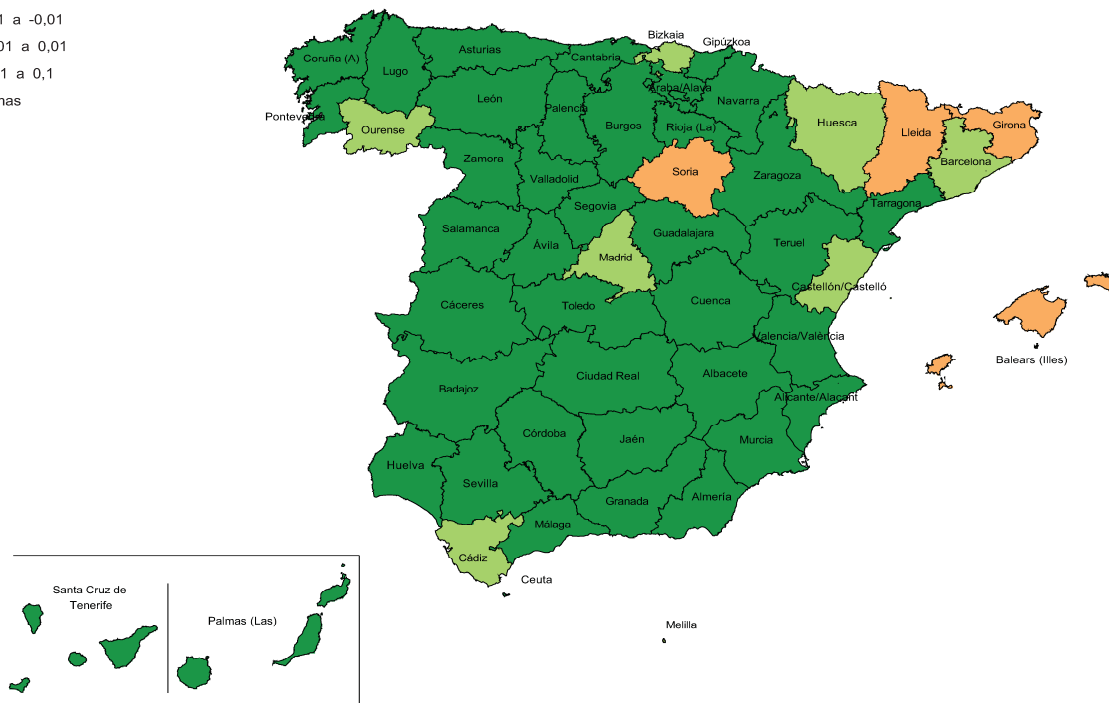 1 a -0,01
01 a 0,01
1 a 0,1
nas
Bizkaia
Gipúzkoa
Asturias
Cantabria
Coruña (A)
Lugo
León
Palencia
Burgos
Araba/Álava
Navarra
Rioja (La)
Huesca
Lleida
Girona
Barcelona
Pontevedra
Ourense
Zamora
Valladolid
Soria
Zaragoza
Tarragona
Segovia
Salamanca
Ávila
Madrid
Guadalajara
Teruel
Castellón/Castelló
Cáceres
Toledo
Cuenca
Valencia/València
Balears (Illes)
Badajoz
Ciudad Real
Albacete
Alicante/Alacant
Córdoba
Jaén
Murcia
Huelva
Sevilla
Granada
Almería
Málaga
Cádiz
Ceuta
Melilla
Santa Cruz de
Tenerife
Palmas (Las)